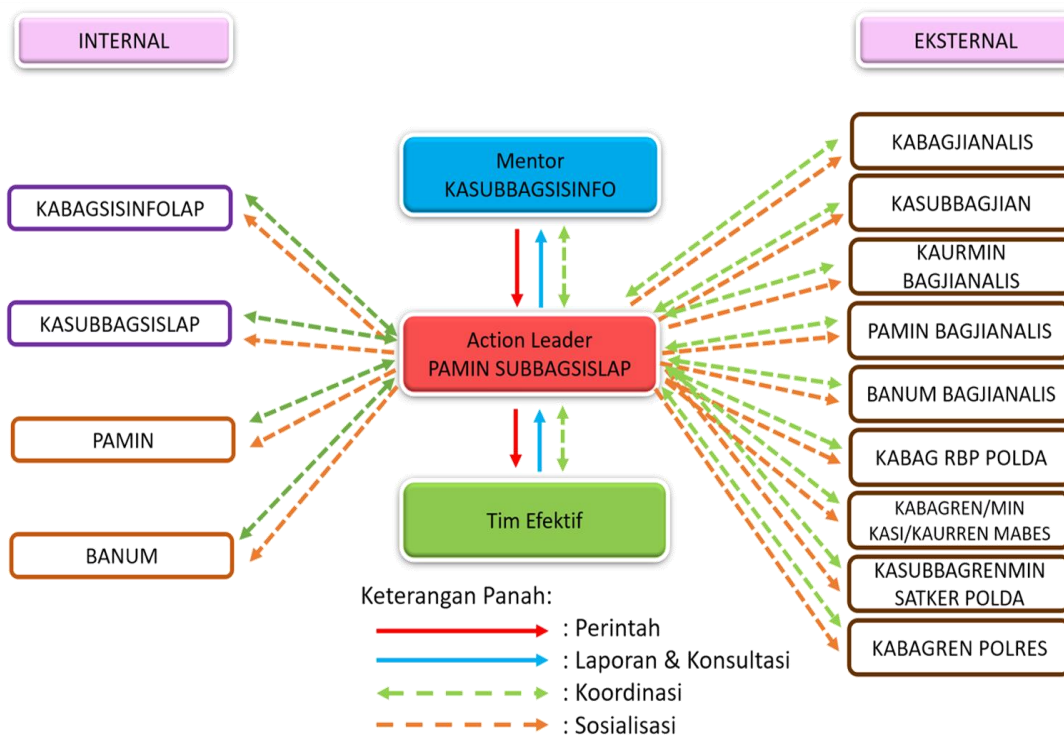 INTERNAL
EKSTERNAL
Mentor
KASUBBAGSISINFO
KABAGSISINFOLAP
KASUBBAGSISLAP
PAMIN
BANUM
Action Leader
PAMIN SUBBAGSISLAP
Tim Efektif
KABAGJIANALIS
KASUBBAGJIAN
KAURMIN
BAGJIANALIS
PAMIN BAGJIANALIS
BANUM BAGJIANALIS
KABAG RBP POLDA
KABAGREN/MIN
KASI/KAURREN MABES
KASUBBAGRENMIN
SATKER POLDA
KABAGREN POLRES
Keterangan Panah:
: Perintah
: Laporan & Konsultasi
: Koordinasi
: Sosialisasi